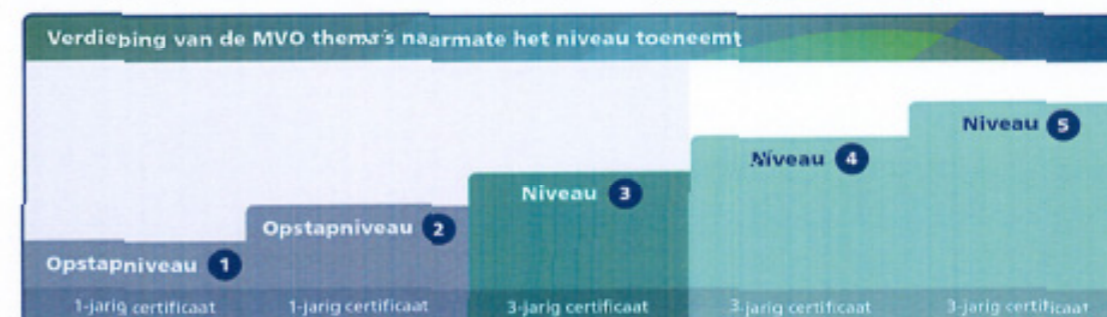 Verdieping van de MVO thema's naarmate het niveau toeneemt
Niveau 5
Niveau 4
Niveau 3
Opstapniveau 2
Opstapniveau 1
1-jarig certificaat
1-jarig certificaat
3-jarig certificaat
3-jarig certificaat
3-jarig certificaat